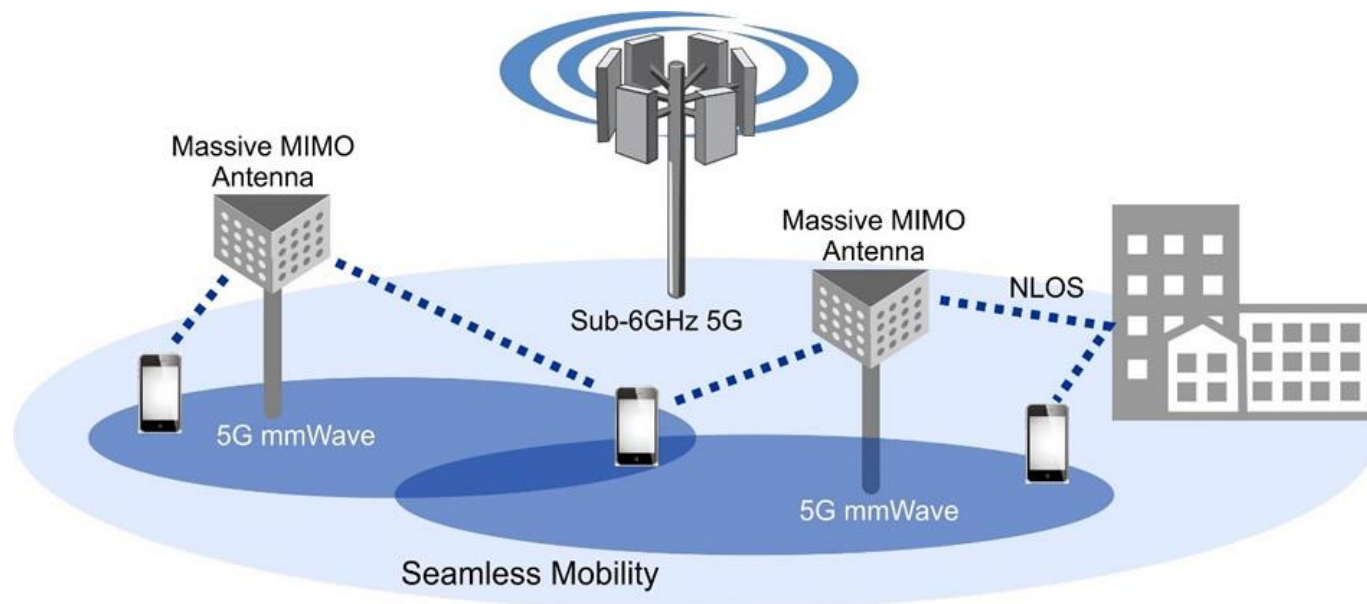 Massive MIMO
Antenna
Massive MIMO
Antenna
NLOS
Sub-6GHz 5G
5G mmWave
5G mmWave
Seamless Mobility